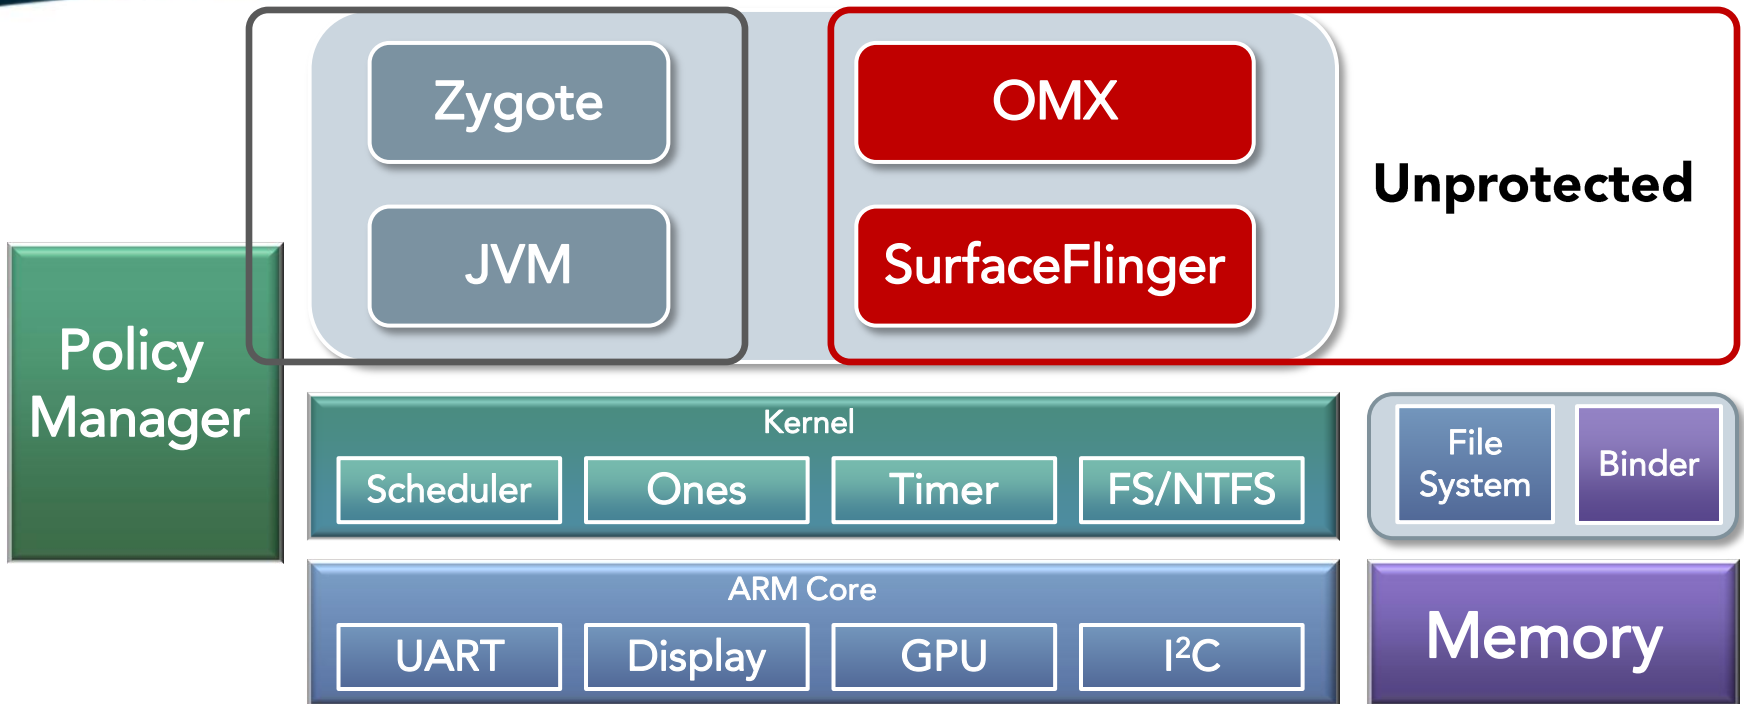 Zygote
OMX
Unprotected
JVM
SurfaceFlinger
Policy
Manager
Kernel
Scheduler
Ones
Timer
FS/NTFS
File
System
Binder
ARM Core
UART
Display
GPU
I²C
Memory